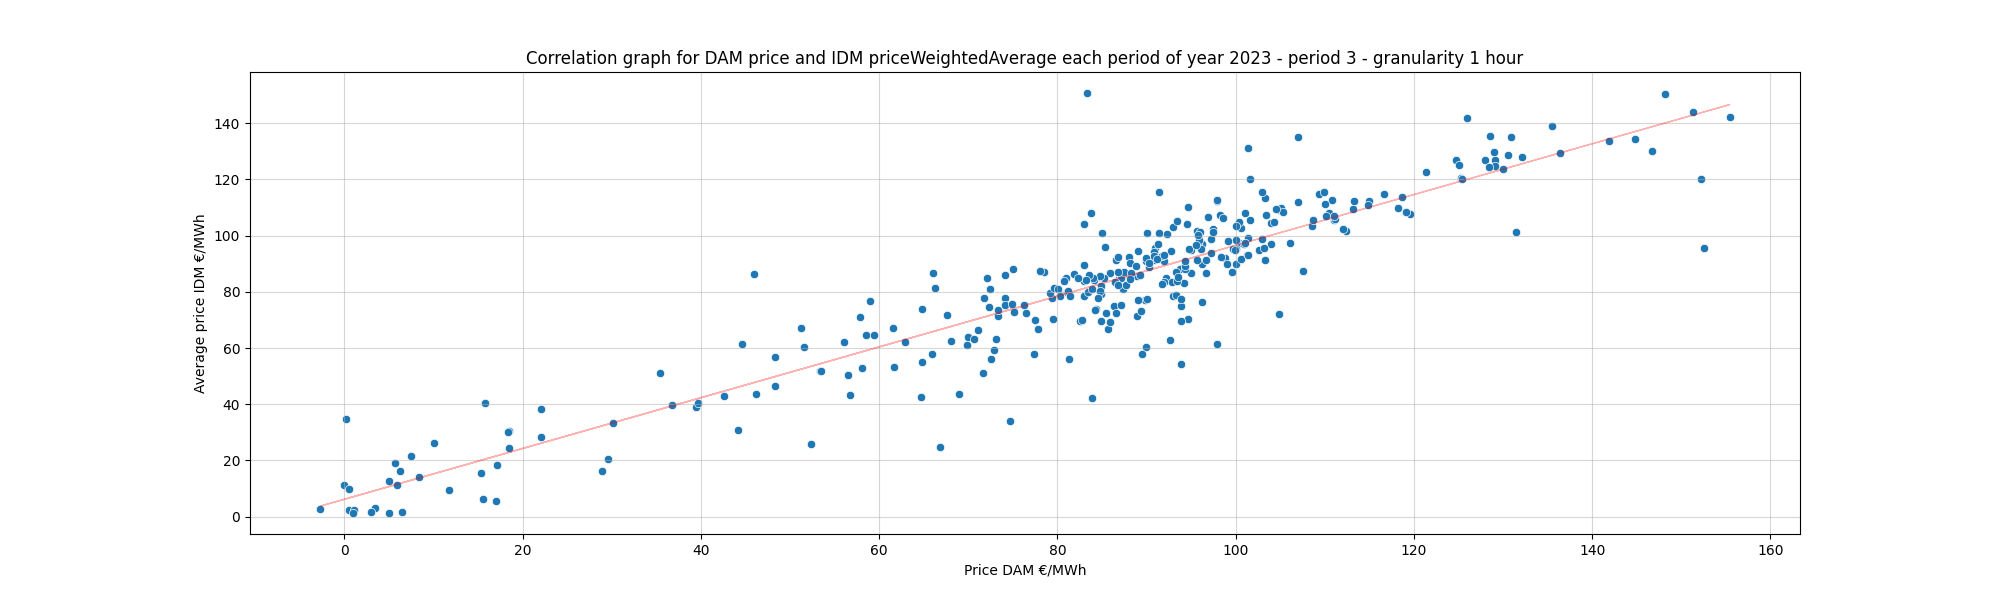 Correlation graph for DAM price and IDM priceWeightedAverage each period of year 2023 - period 3 - granularity 1 hour
Average price IDM €/MWh
140
120
100
80
60
40
20
0
0 20 40 60 80 100 120 140 160
Price DAM €/MWh